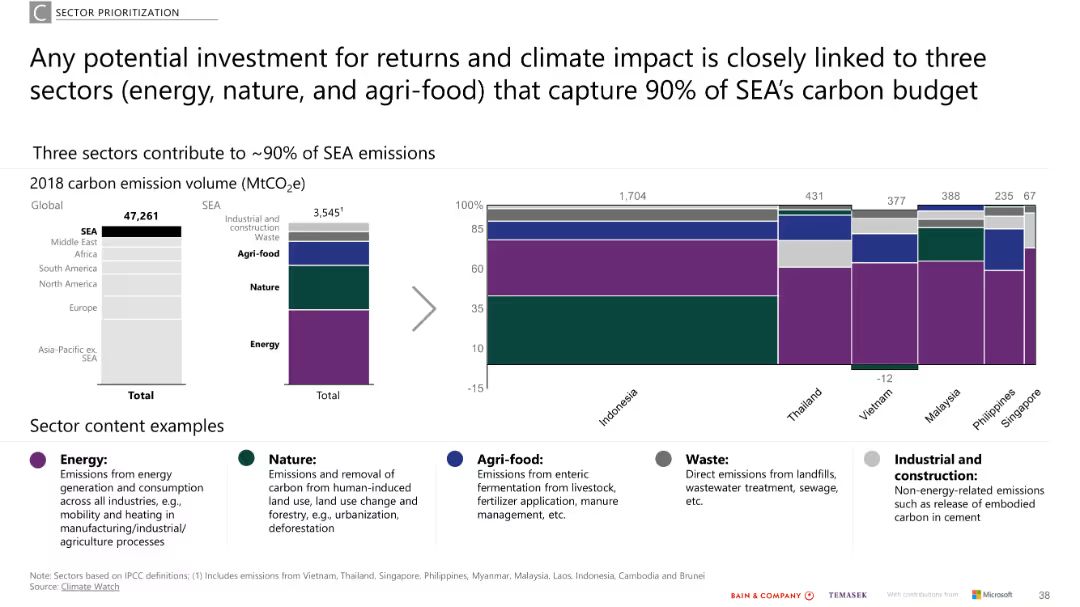 C SECTOR PRIORITIZATION
Any potential investment for returns and climate impact is closely linked to three
sectors (energy, nature, and agri-food) that capture 90% of SEA's carbon budget
Three sectors contribute to ~90% of SEA emissions
2018 carbon emission volume (MtCO₂e)
Global
47,261
SEA
Middle East
Africa
South America
North America
Europe
Asia-Pacific ex.
SEA
Total
SEA
3,545¹
Industrial and
construction
Waste
Agri-food
Nature
Energy
Total
1,704 431 377 388 235 67
100%
85
60
35
10
-15
-12
Indonesia
Thailand
Vietnam
Malaysia
Philippines
Singapore
Sector content examples
Energy:
Emissions from energy
generation and consumption
across all industries, e.g.,
mobility and heating in
manufacturing/industrial/
agriculture processes
Nature:
Emissions and removal of
carbon from human-induced
land use, land use change and
forestry, e.g., urbanization,
deforestation
Agri-food:
Emissions from enteric
fermentation from livestock,
fertilizer application, manure
management, etc.
Waste:
Direct emissions from landfills,
wastewater treatment, sewage,
etc.
Industrial and
construction:
Non-energy-related emissions
such as release of embodied
carbon in cement
Note: Sectors based on IPCC definitions; (1) Includes emissions from Vietnam, Thailand, Singapore, Philippines, Myanmar, Malaysia, Laos, Indonesia, Cambodia and Brunei
Source: Climate Watch
BAIN & COMPANY TEMASEK With contributions from Microsoft 38